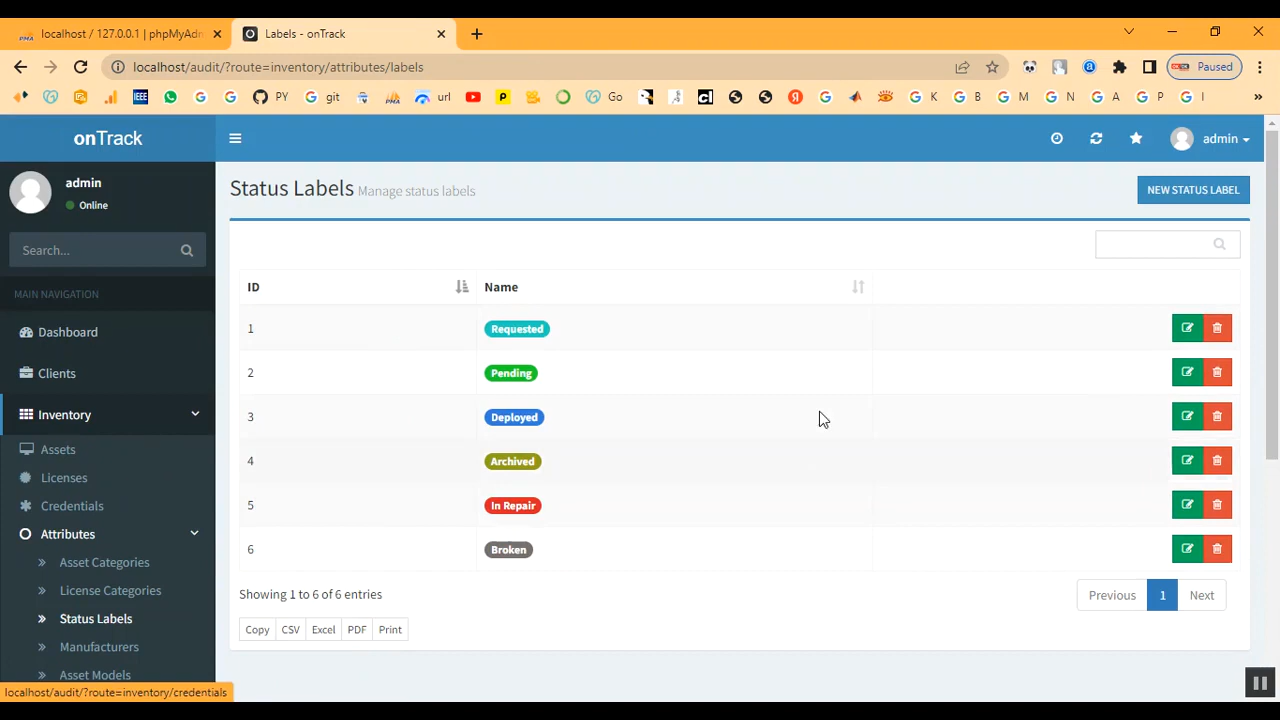 localhost / 127.0.0.1 | phpMyAdn
Labels - onTrack
localhost/audit/?route=inventory/attributes/labels
Paused
IEEE
PY
git
url
Go
K
B
M
N
A
P
I
onTrack
admin
admin
Online
Status Labels Manage status labels
NEW STATUS LABEL
Search...
MAIN NAVIGATION
Dashboard
Clients
Inventory
Assets
Licenses
Credentials
Attributes
Asset Categories
License Categories
Status Labels
Manufacturers
Asset Models
ID Name
1 Requested
2 Pending
3 Deployed
4 Archived
5 In Repair
6 Broken
Showing 1 to 6 of 6 entries
Previous 1 Next
Copy CSV Excel PDF Print
localhost/audit/?route=inventory/credentials